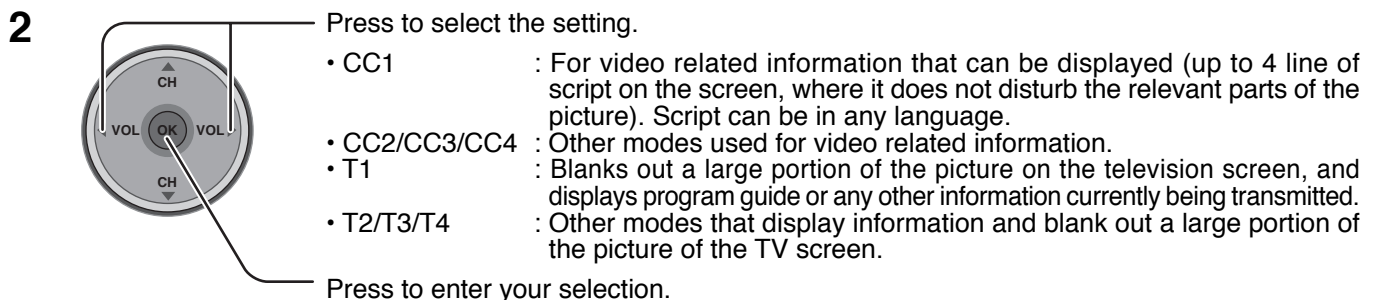 2
Press to select the setting.
CH
VOL OK VOL
CH
• CC1 : For video related information that can be displayed (up to 4 line of
script on the screen, where it does not disturb the relevant parts of the
picture). Script can be in any language.
• CC2/CC3/CC4 : Other modes used for video related information.
• T1 : Blanks out a large portion of the picture on the television screen, and
displays program guide or any other information currently being transmitted.
• T2/T3/T4 : Other modes that display information and blank out a large portion of
the picture of the TV screen.
Press to enter your selection.